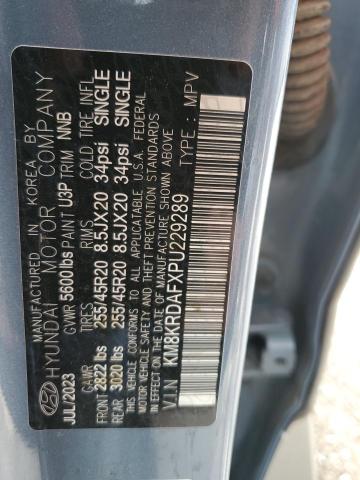 MANUFACTURED IN KOREA BY
HYUNDAI MOTOR COMPANY
JUL/2023 GVWR 5600lbs PAINT U3P TRIM NNB
GAWR TIRES RIMS COLD TIRE INFL
FRONT 2822 lbs 255/45R20 8.5JX20 34psi SINGLE
REAR 3020 lbs 255/45R20 8.5JX20 34psi SINGLE
THIS VEHICLE CONFORMS TO ALL APPLICABLE U.S.A. FEDERAL
MOTOR VEHICLE SAFETY, BUMPER, AND THEFT PREVENTION STANDARDS
IN EFFECT ON THE DATE OF MANUFACTURE SHOWN ABOVE.
V.I.N : KM8KRDAFXPU229289 TYPE : MPV